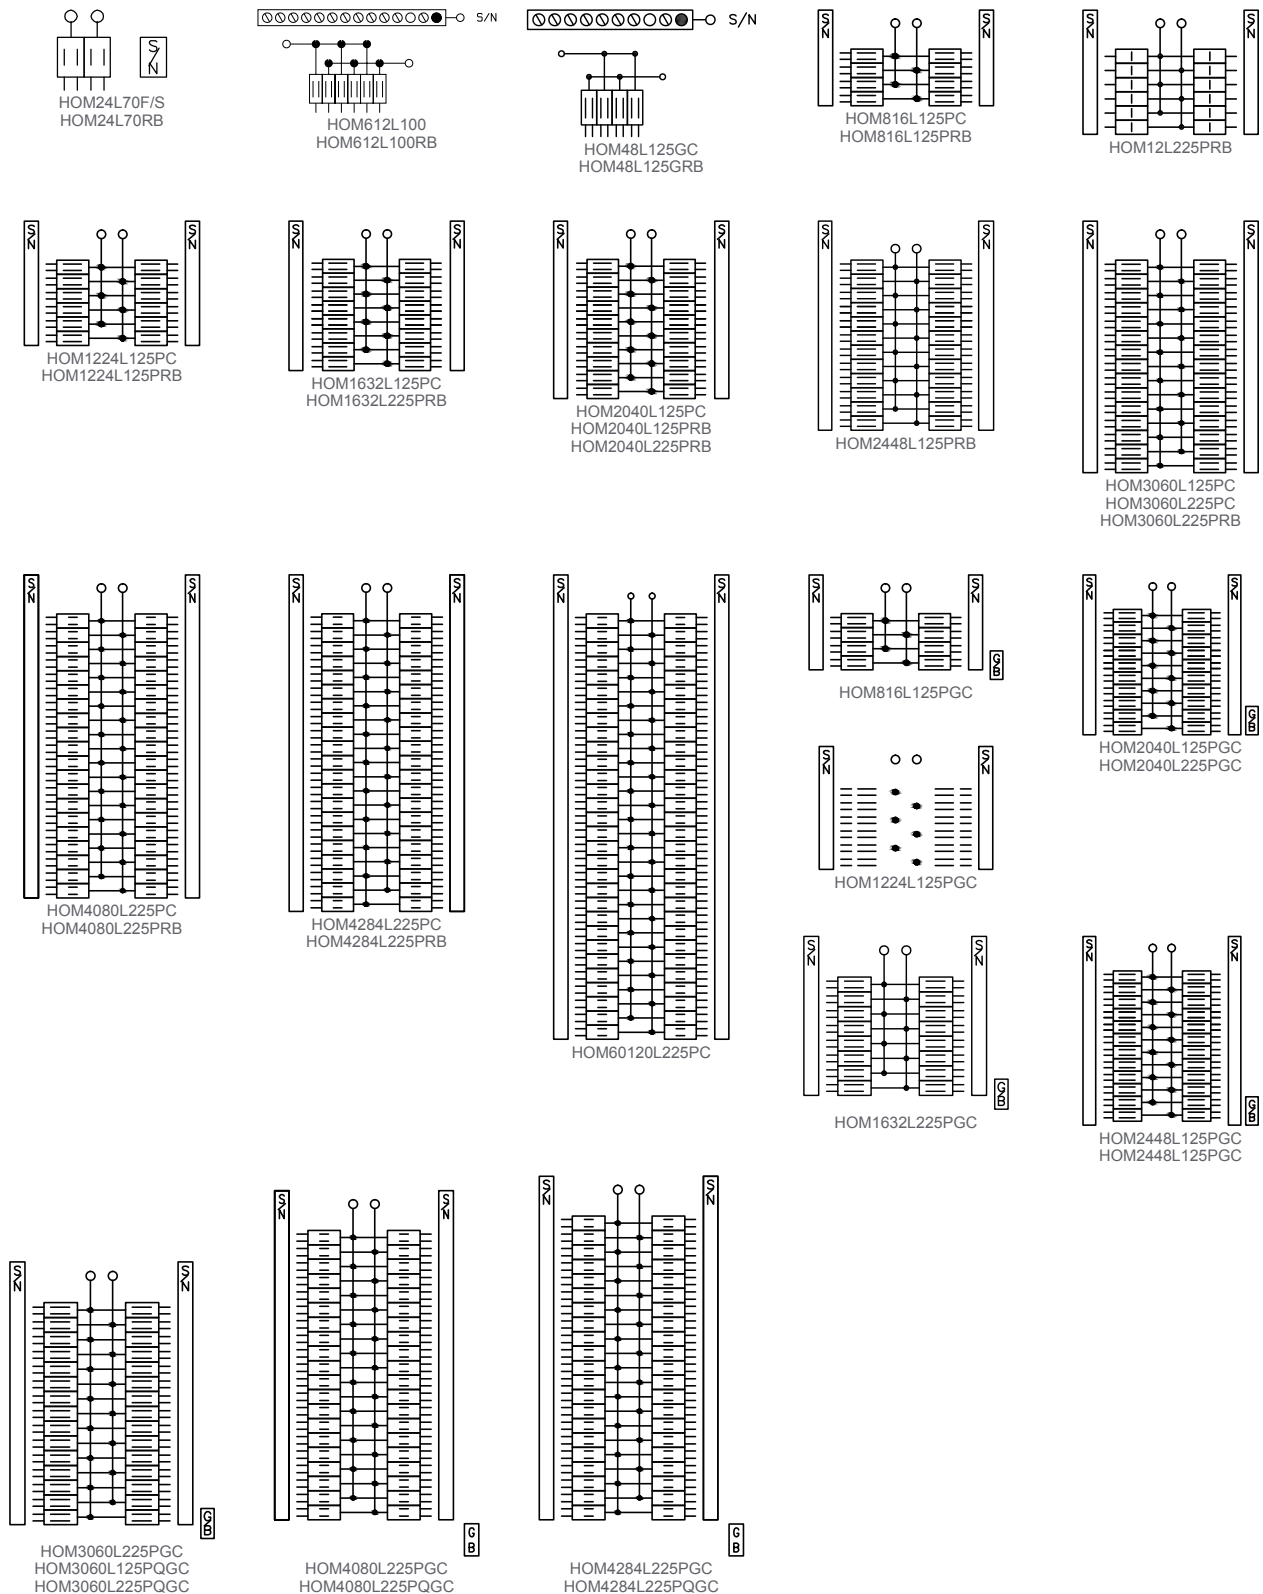 S/N
S/N
S/N
S/N
S/N
S/N
S/N
HOM24L70F/S
HOM24L70RB
HOM612L100
HOM612L100RB
HOM48L125GC
HOM48L125GRB
HOM816L125PC
HOM816L125PRB
HOM12L225PRB
S/N
S/N
S/N
S/N
S/N
S/N
S/N
S/N
S/N
S/N
HOM1224L125PC
HOM1224L125PRB
HOM1632L125PC
HOM1632L225PRB
HOM2040L125PC
HOM2040L125PRB
HOM2040L225PRB
HOM2448L125PRB
HOM3060L125PC
HOM3060L225PC
HOM3060L225PRB
S/N
S/N
S/N
S/N
S/N
S/N
S/N
S/N
S/N
S/N
G/B
HOM816L125PGC
G/B
HOM2040L125PGC
HOM2040L225PGC
S/N
S/N
HOM1224L125PGC
HOM4080L225PC
HOM4080L225PRB
HOM4284L225PC
HOM4284L225PRB
HOM60120L225PC
S/N
S/N
S/N
S/N
G/B
HOM1632L225PGC
G/B
HOM2448L125PGC
HOM2448L125PGC
S/N
S/N
S/N
S/N
S/N
S/N
G/B
HOM3060L225PGC
HOM3060L125PQGC
HOM3060L225PQGC
G
B
HOM4080L225PGC
HOM4080L225PQGC
G
B
HOM4284L225PGC
HOM4284L225PQGC